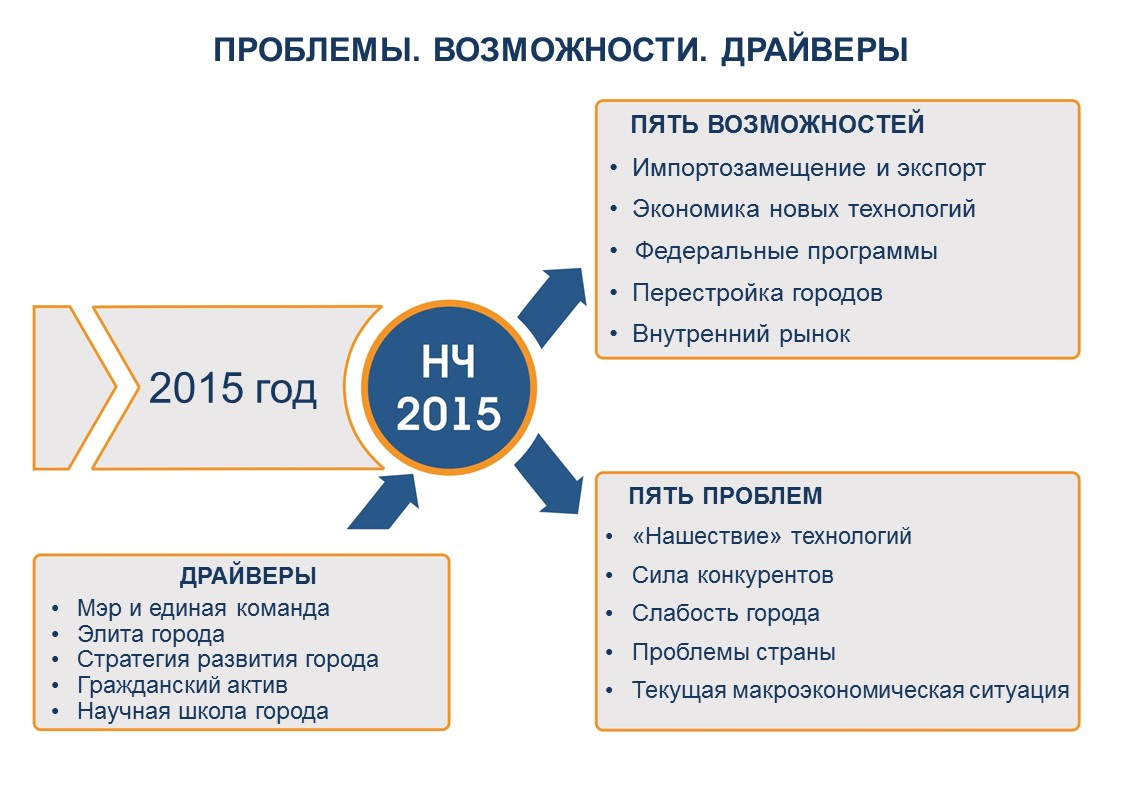 ПРОБЛЕМЫ. ВОЗМОЖНОСТИ. ДРАЙВЕРЫ
ПЯТЬ ВОЗМОЖНОСТЕЙ
• Импортозамещение и экспорт
• Экономика новых технологий
• Федеральные программы
• Перестройка городов
• Внутренний рынок
2015 год
НЧ
2015
ПЯТЬ ПРОБЛЕМ
• «Нашествие» технологий
• Сила конкурентов
• Слабость города
• Проблемы страны
• Текущая макроэкономическая ситуация
ДРАЙВЕРЫ
• Мэр и единая команда
• Элита города
• Стратегия развития города
• Гражданский актив
• Научная школа города